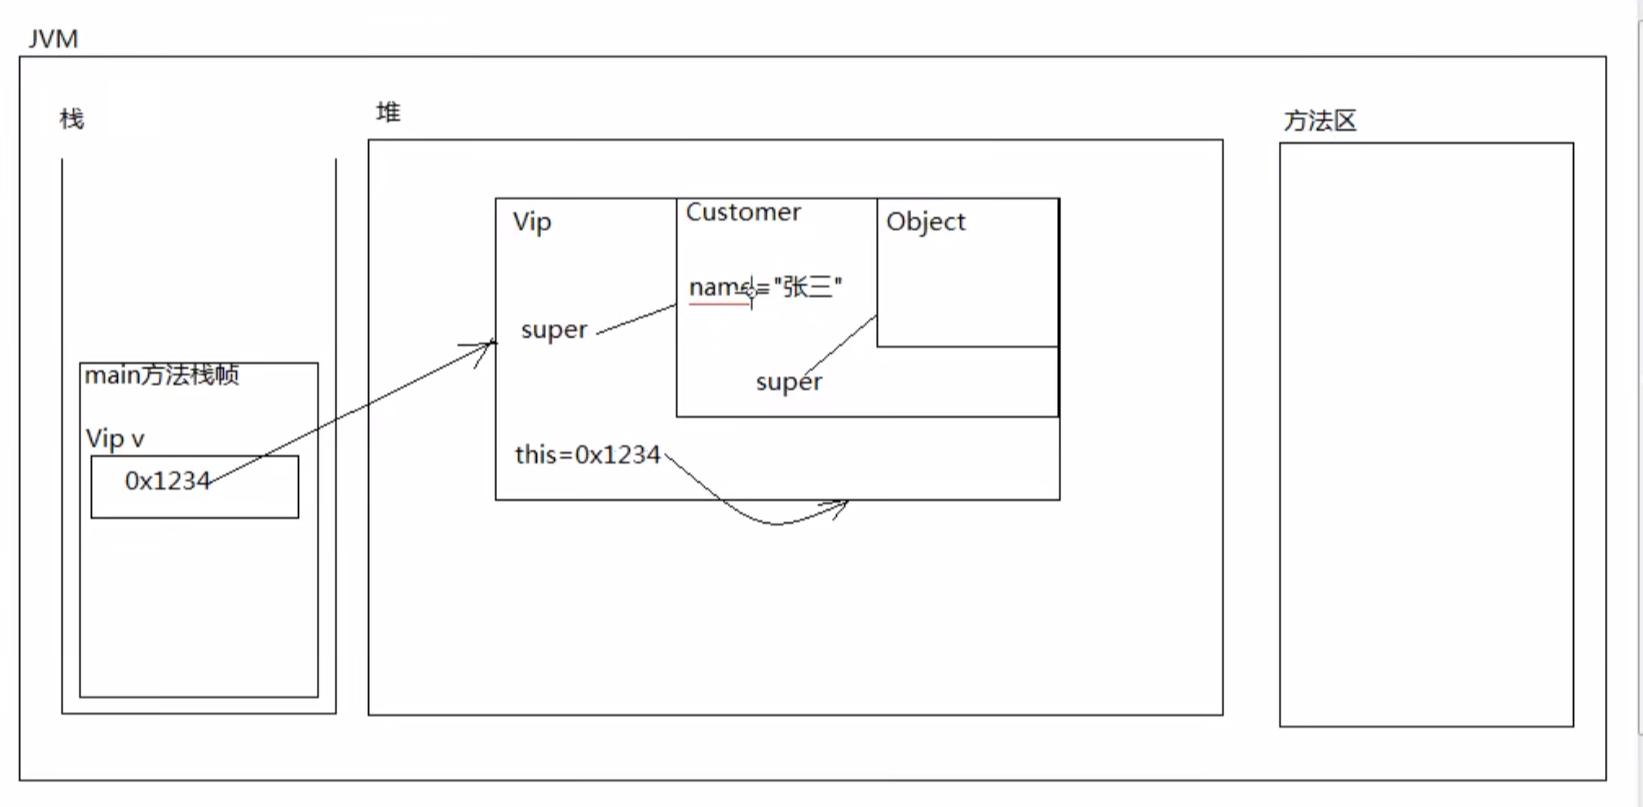 JVM
栈
堆
方法区
Vip
Customer
Object
name="张三"
super
super
this=0x1234
main方法栈帧
Vip v
0x1234